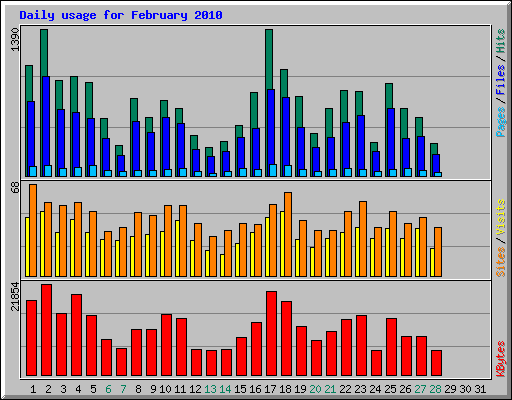 Daily usage for February 2010
1390
Pages / Files / Hits
68
Sites / Visits
21854
KBytes
1 2 3 4 5 6 7 8 9 10 11 12 13 14 15 16 17 18 19 20 21 22 23 24 25 26 27 28 29 30 31